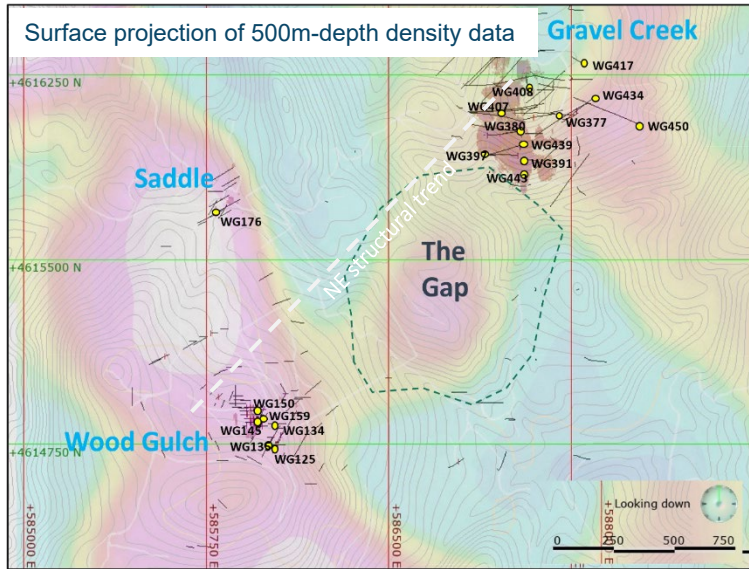 Surface projection of 500m-depth density data
Gravel Creek
+4616250
WG417
WG408
WG434
WG407
WG377
WG380
WG450
WG439
WG397
WG391
WG443
Saddle
WG176
NE structural trend
The
Gap
+4615500
WG150
WG159
WG145
WG134
Wood Gulch
WG136
WG125
+4614750
+585000
+585750
+586500
+ Looking down
0 250 500 750